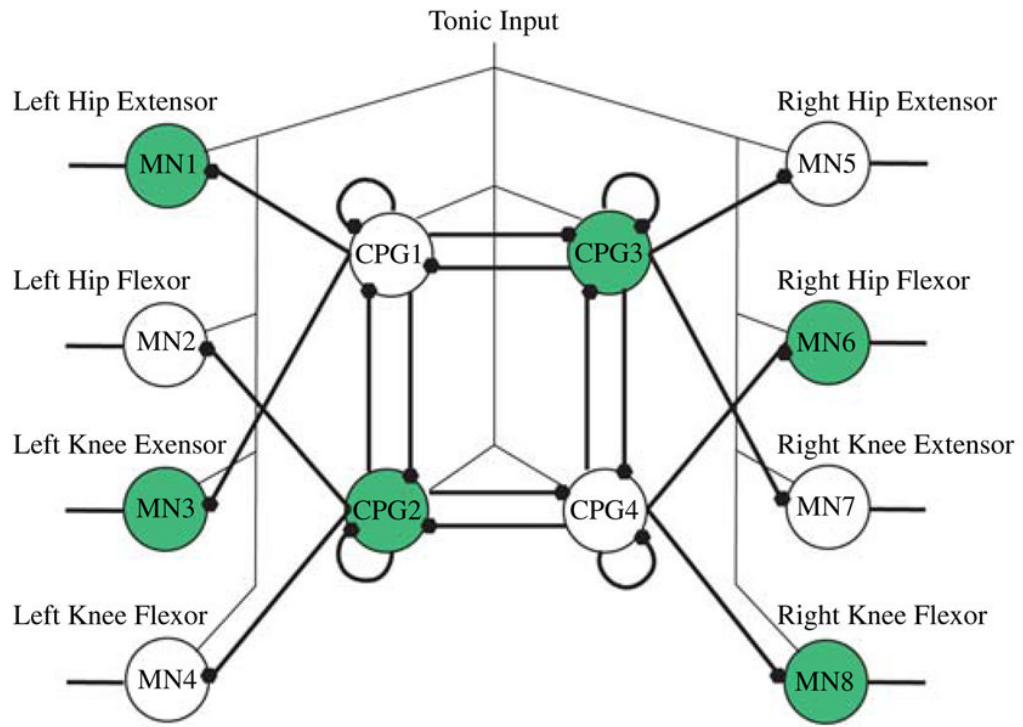 Tonic Input
Left Hip Extensor
Right Hip Extensor
MN1
MN5
CPG1
CPG3
Left Hip Flexor
Right Hip Flexor
MN2
MN6
Left Knee Exensor
Right Knee Extensor
MN3
CPG2
CPG4
MN7
Left Knee Flexor
Right Knee Flexor
MN4
MN8